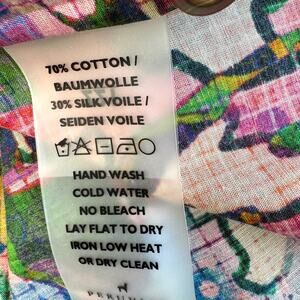 70% COTTON /
BAUMWOLLE
30% SILK VOILE /
SEIDEN VOILE
HAND WASH
COLD WATER
NO BLEACH
LAY FLAT TO DRY
IRON LOW HEAT
OR DRY CLEAN